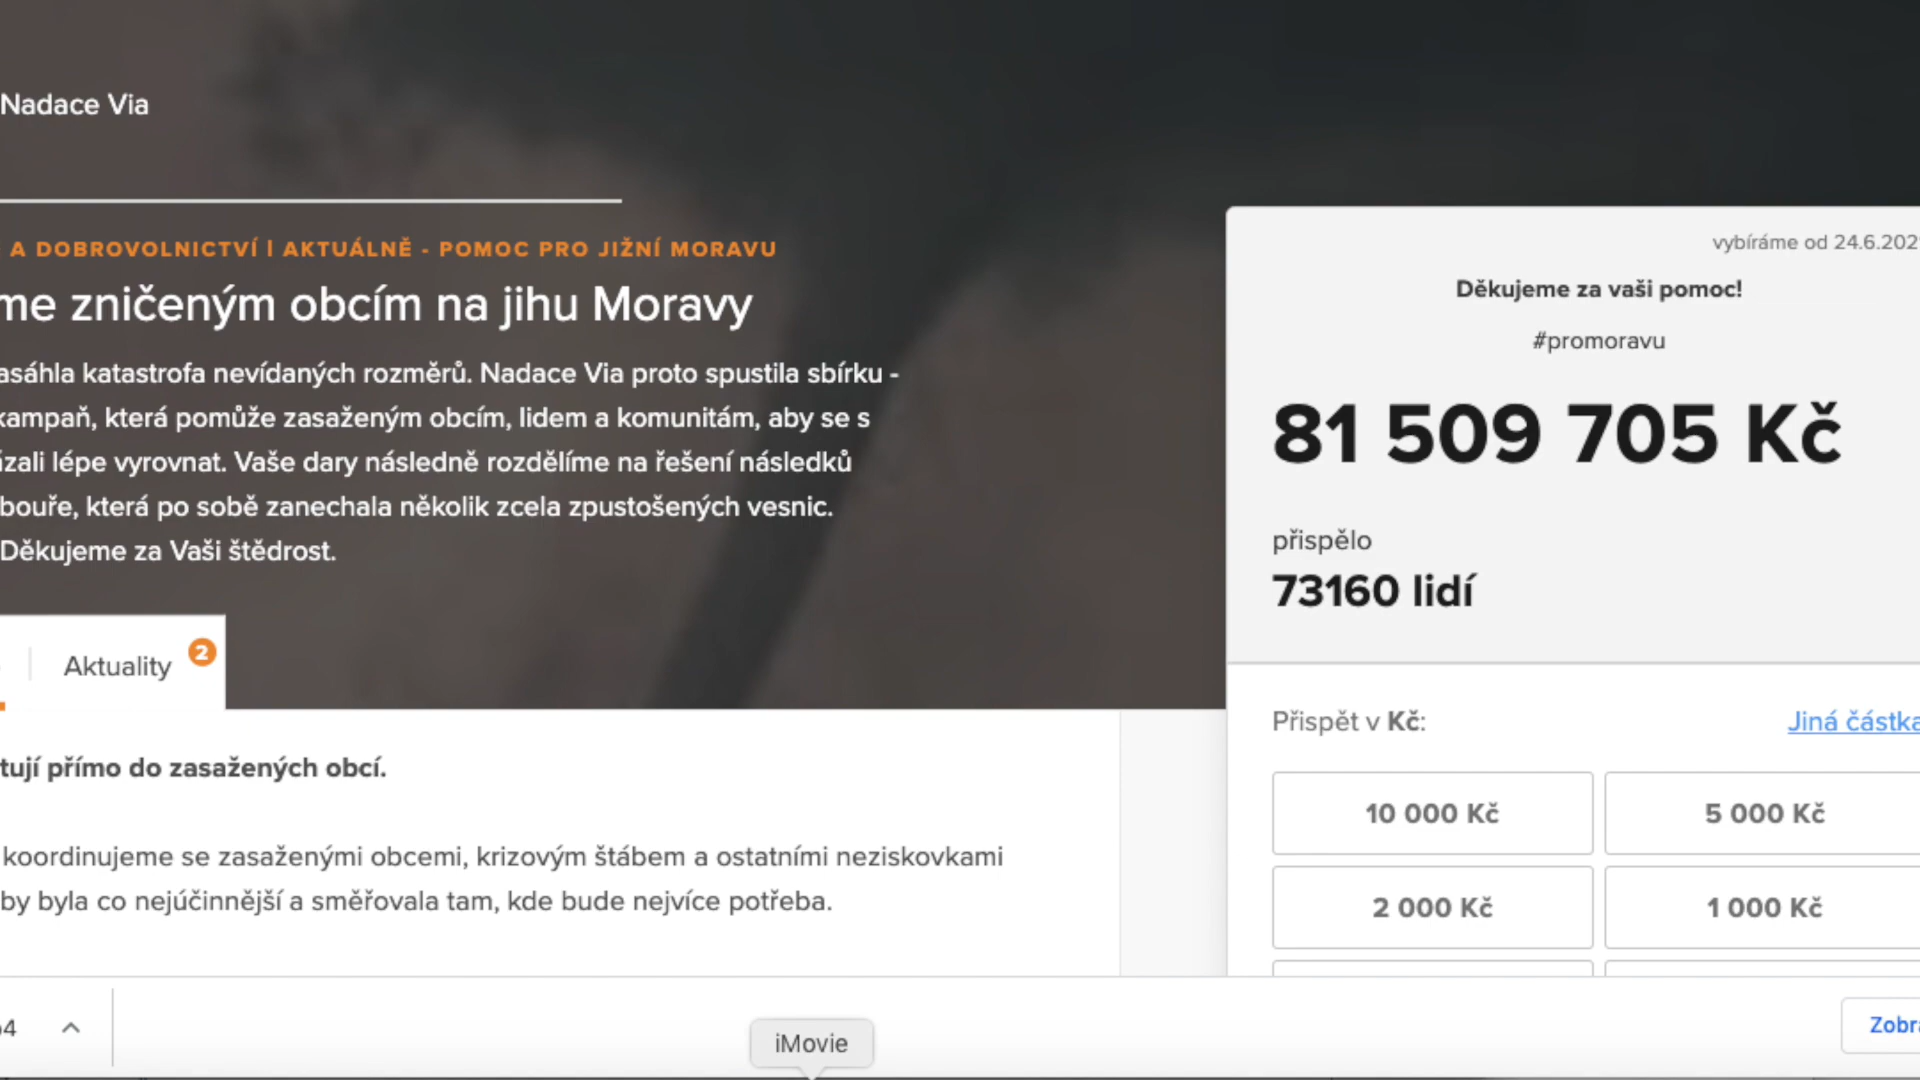 Nadace Via
A DOBROVOLNICTVÍ | AKTUÁLNĚ - POMOC PRO JIŽNÍ MORAVU
me zničeným obcím na jihu Moravy
asáhla katastrofa nevídaných rozměrů. Nadace Via proto spustila sbírku -
kampaň, která pomůže zasaženým obcím, lidem a komunitám, aby se s
ázali lépe vyrovnat. Vaše dary následně rozdělíme na řešení následků
bouře, která po sobě zanechala několik zcela zpustošených vesnic.
Děkujeme za Vaši štědrost.
Aktuality 2
tují přímo do zasažených obcí.
koordinujeme se zasaženými obcemi, krizovým štábem a ostatními neziskovkami
by byla co nejúčinnější a směřovala tam, kde bude nejvíce potřeba.
vybíráme od 24.6.202
Děkujeme za vaši pomoc!
#promoravu
81 509 705 Kč
přispělo
73160 lidí
Přispět v Kč:
Jiná částka
10 000 Kč
5 000 Kč
2 000 Kč
1 000 Kč
4
iMovie
Zobr